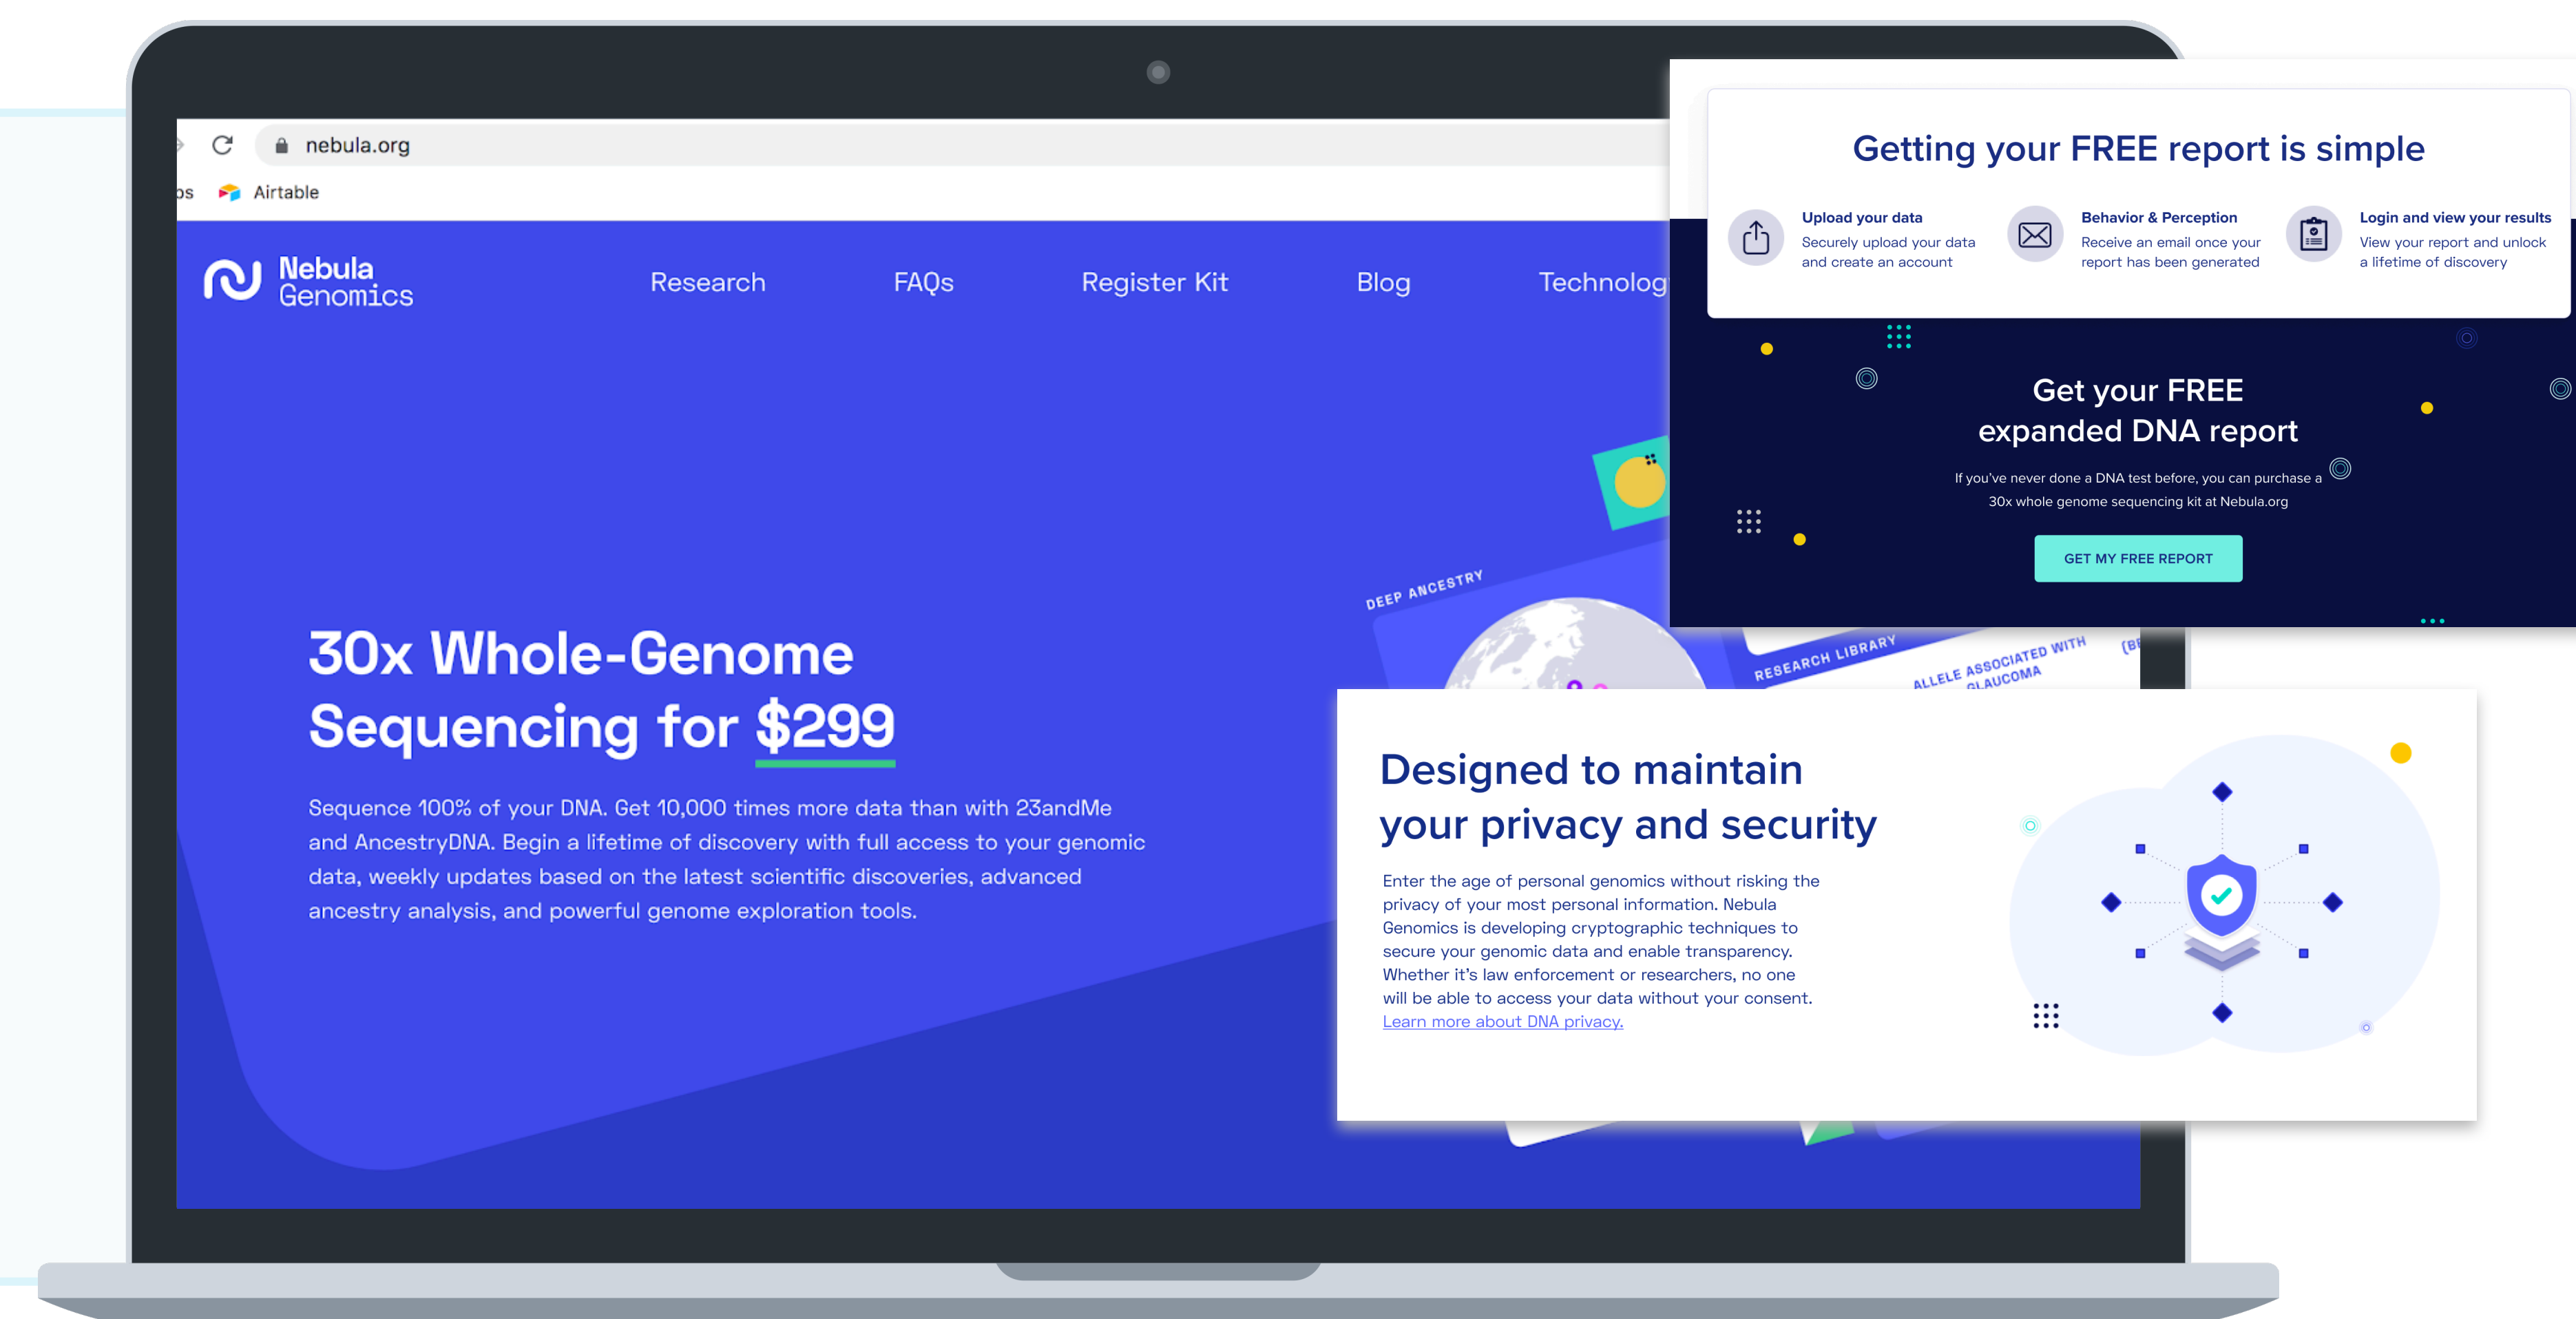 nebula.org
Airtable
Nebula
Genomics
Research
FAQs
Register Kit
Blog
30x Whole-Genome
Sequencing for $299
Sequence 100% of your DNA. Get 10,000 times more data than with 23andMe
and AncestryDNA. Begin a lifetime of discovery with full access to your genomic
data, weekly updates based on the latest scientific discoveries, advanced
ancestry analysis, and powerful genome exploration tools.
DEEP ANCESTRY
RESEARCH LIBRARY
ALLELE ASSOCIATED WITH
GLAUCOMA
Getting your FREE report is simple
Upload your data
Securely upload your data
and create an account
Behavior & Perception
Receive an email once your
report has been generated
Login and view your results
View your report and unlock
a lifetime of discovery
Get your FREE
expanded DNA report
If you've never done a DNA test before, you can purchase a
30x whole genome sequencing kit at Nebula.org
GET MY FREE REPORT
Designed to maintain
your privacy and security
Enter the age of personal genomics without risking the
privacy of your most personal information. Nebula
Genomics is developing cryptographic techniques to
secure your genomic data and enable transparency.
Whether it's law enforcement or researchers, no one
will be able to access your data without your consent.
Learn more about DNA privacy.